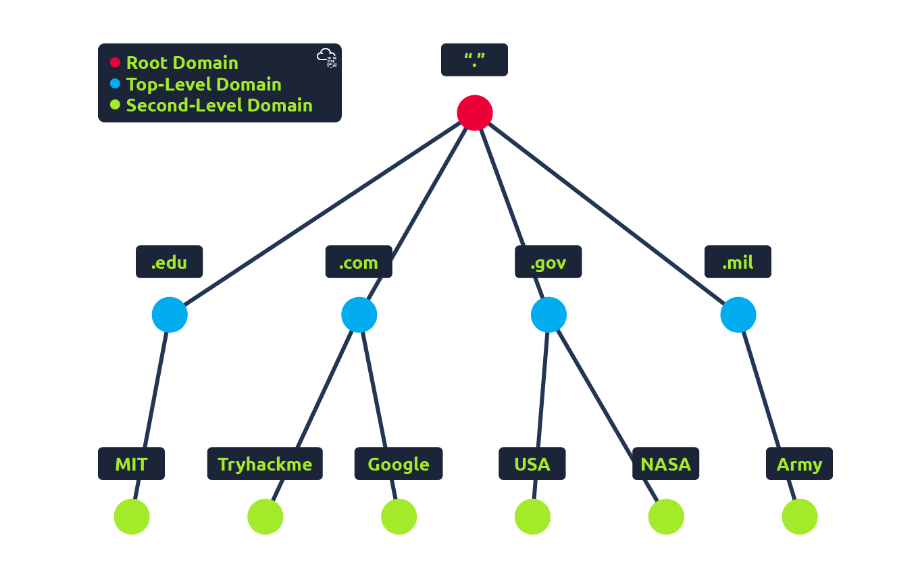 Root Domain
Top-Level Domain
Second-Level Domain
“.”
.edu
.com
.gov
.mil
MIT
Tryhackme
Google
USA
NASA
Army